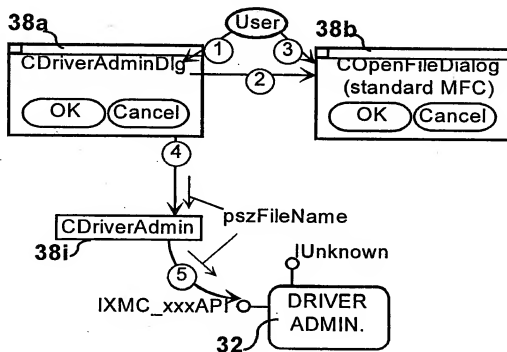 38a
User
38b
1
3
CDriverAdminDlg
2
COpenFileDialog
(standard MFC)
OK
Cancel
OK
Cancel
4
CDriverAdmin
pszFileName
38i
IUnknown
5
IXMC_xxxAPI
DRIVER
ADMIN.
32